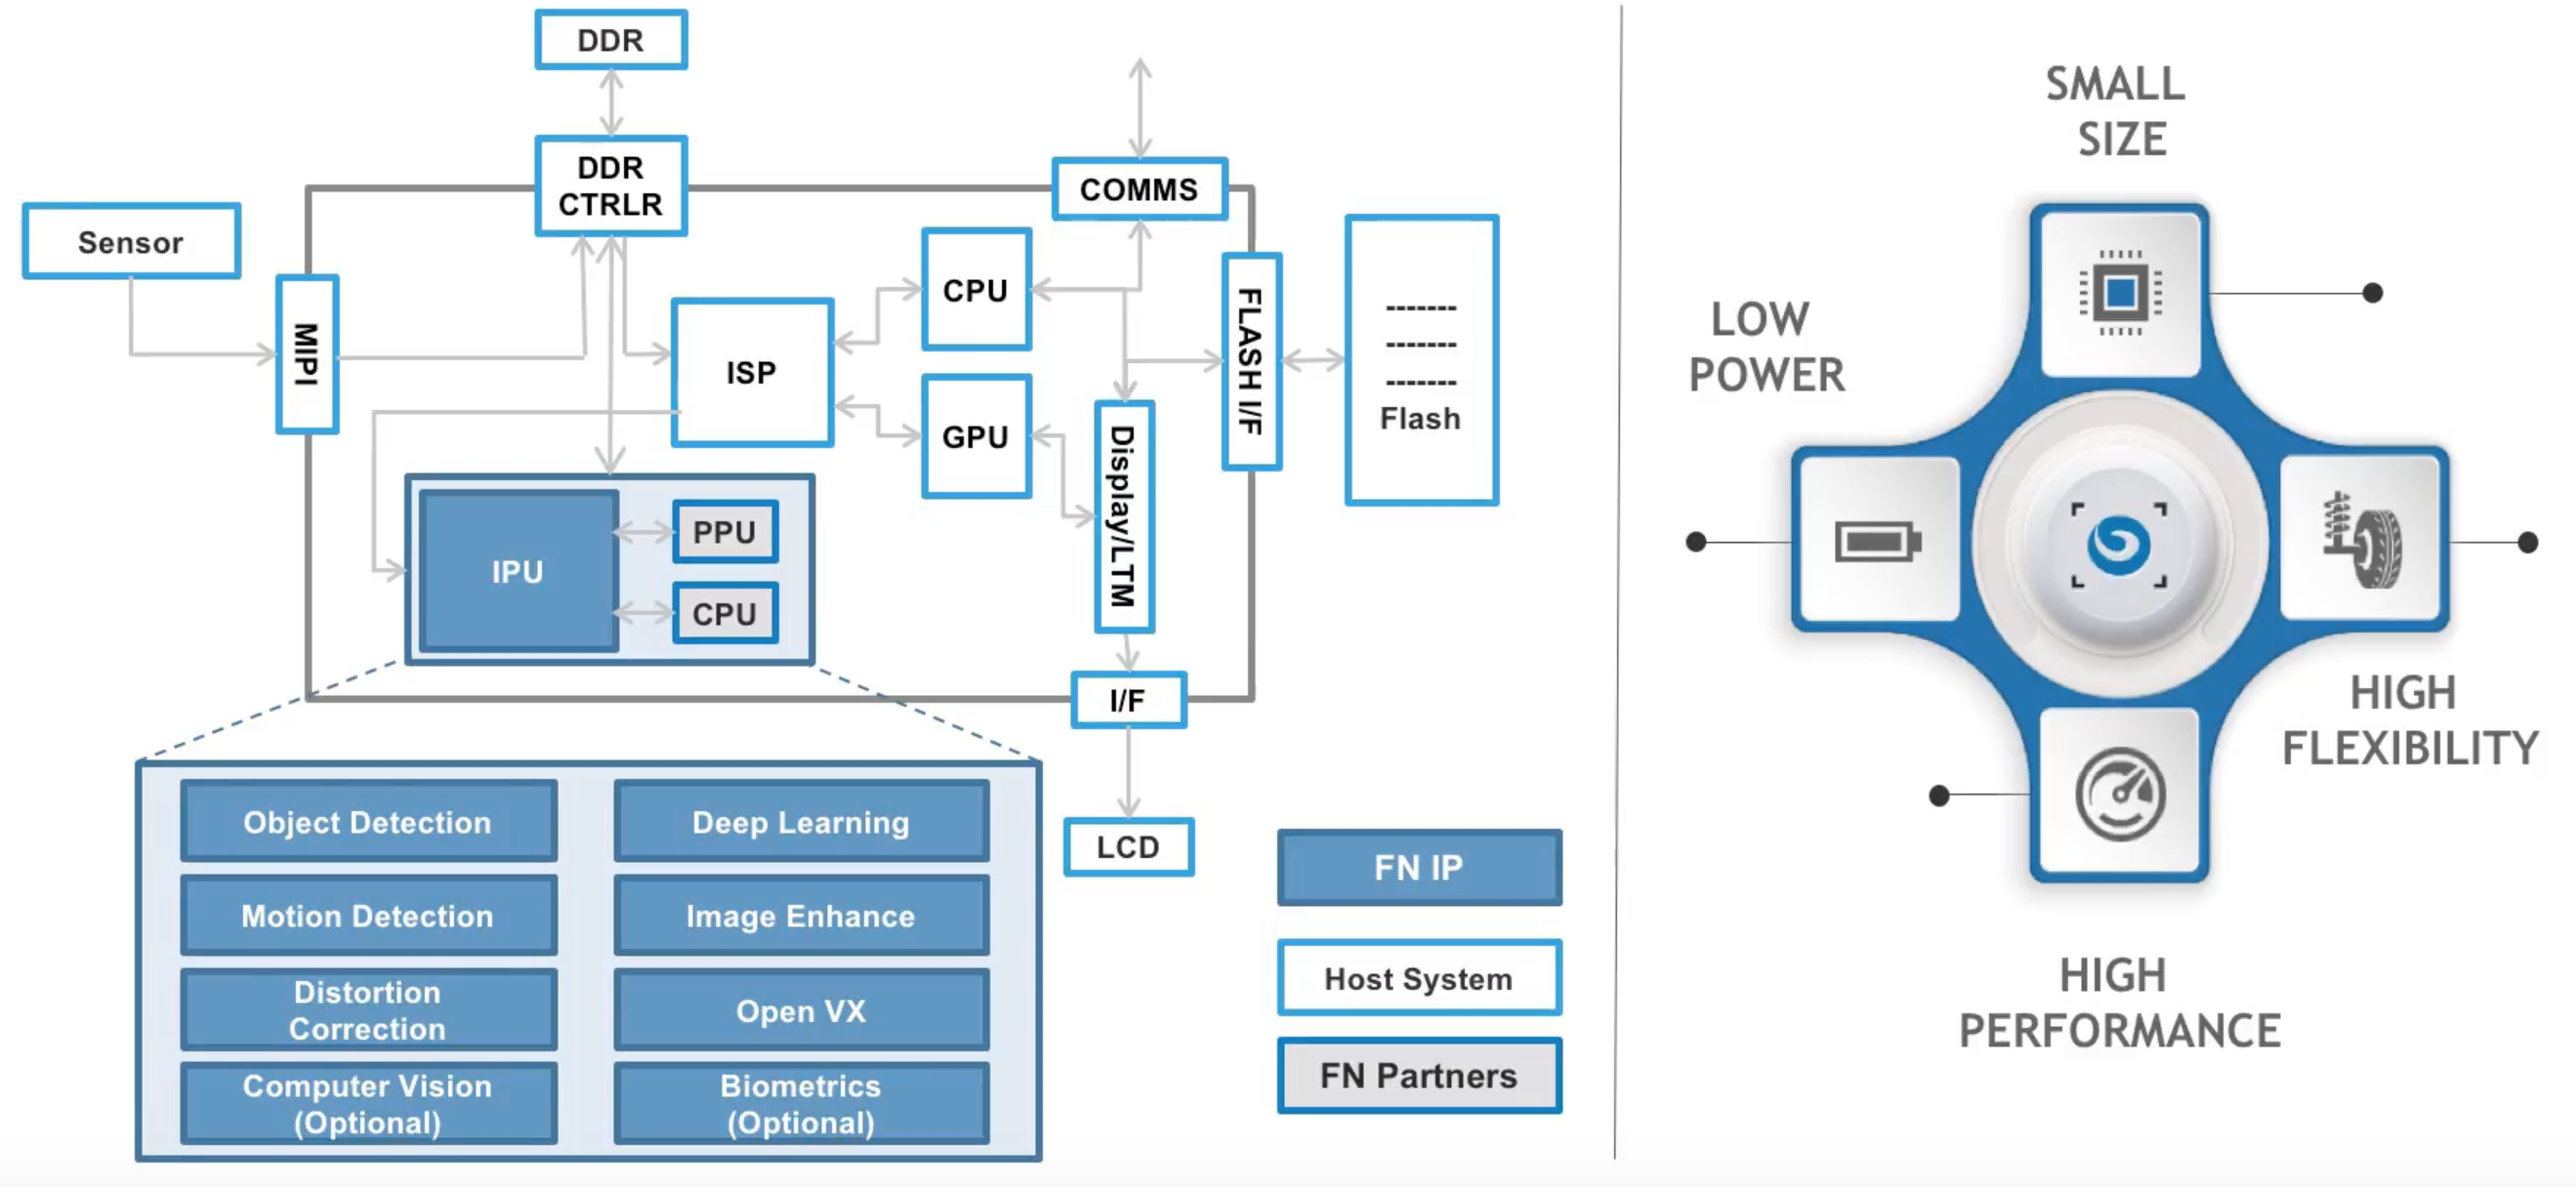 DDR
DDR
CTRLR
COMMS
Sensor
MIPI
CPU
FLASH I/F
-------
-------
-------
Flash
ISP
GPU
Display/LTM
IPU
PPU
CPU
I/F
LCD
Object Detection
Deep Learning
Motion Detection
Image Enhance
Distortion
Correction
Open VX
Computer Vision
(Optional)
Biometrics
(Optional)
FN IP
Host System
FN Partners
SMALL
SIZE
LOW
POWER
HIGH
FLEXIBILITY
HIGH
PERFORMANCE